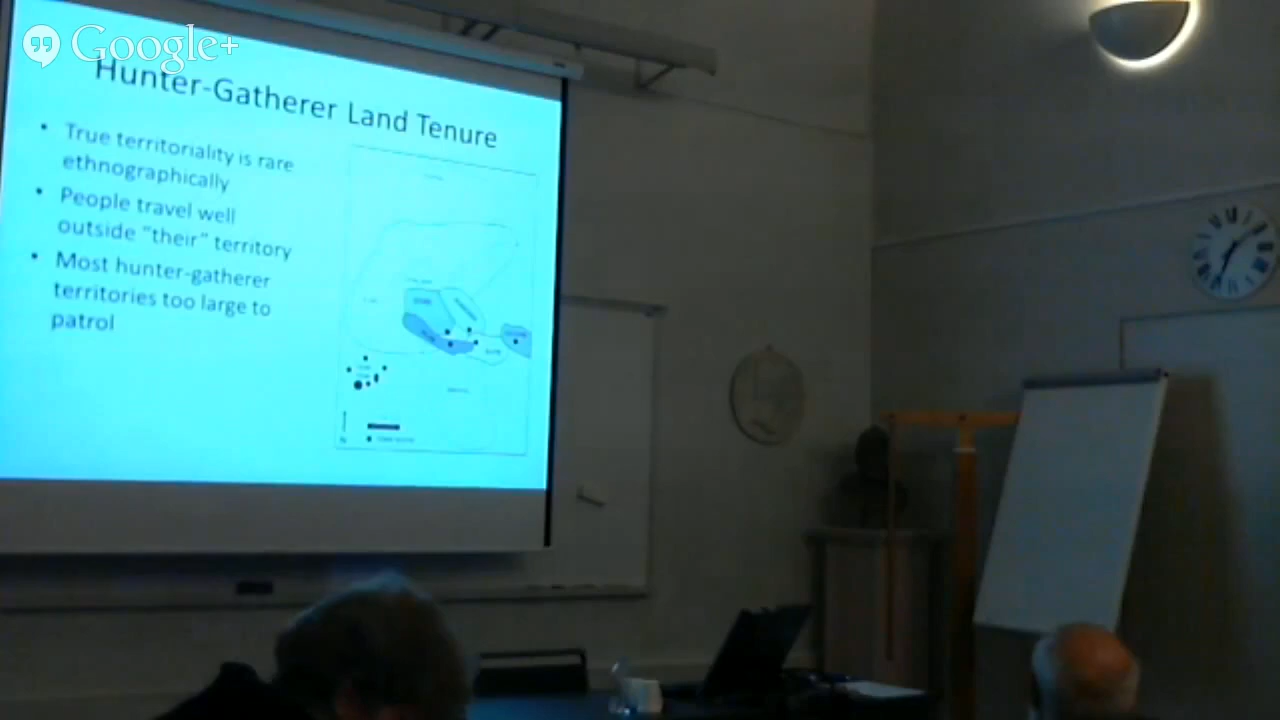 Google+
Hunter-Gatherer Land Tenure
• True territoriality is rare
ethnographically
• People travel well
outside "their" territory
• Most hunter-gatherer
territories too large to
patrol